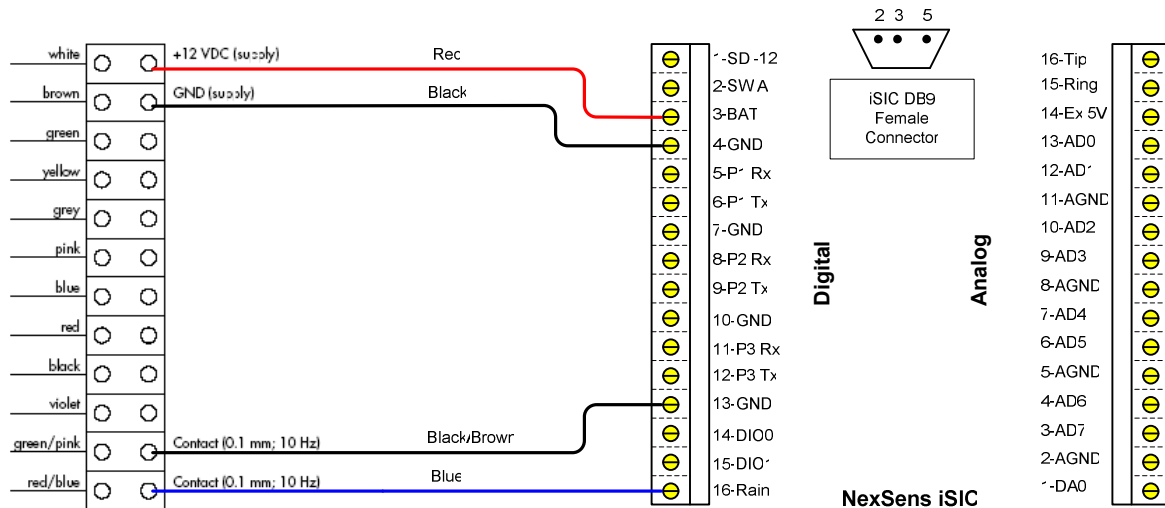 white
brown
green
yellow
grey
pink
blue
red
black
violet
green/pink
red/blue
+12 VDC (supply)
GND (supply)
Contact (0.1 mm; 10 Hz)
Contact (0.1 mm; 10 Hz)
Red
Black
Black/Brown
Blue
1-SDI-12
2-SWA
3-BAT
4-GND
5-P1 Rx
6-P1 Tx
7-GND
8-P2 Rx
9-P2 Tx
10-GND
11-P3 Rx
12-P3 Tx
13-GND
14-DIO0
15-DIO1
16-Rain
Digital
2 3 5
iSIC DB9
Female
Connector
Analog
NexSens iSIC
16-Tip
15-Ring
14-Ex 5V
13-AD0
12-AD1
11-AGND
10-AD2
9-AD3
8-AGND
7-AD4
6-AD5
5-AGND
4-AD6
3-AD7
2-AGND
1-DA0